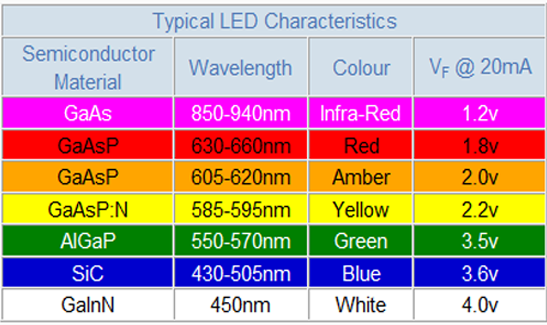 Typical LED Characteristics
Semiconductor Material Wavelength Colour VF @ 20mA
GaAs 850-940nm Infra-Red 1.2v
GaAsP 630-660nm Red 1.8v
GaAsP 605-620nm Amber 2.0v
GaAsP:N 585-595nm Yellow 2.2v
AlGaP 550-570nm Green 3.5v
SiC 430-505nm Blue 3.6v
GaInN 450nm White 4.0v